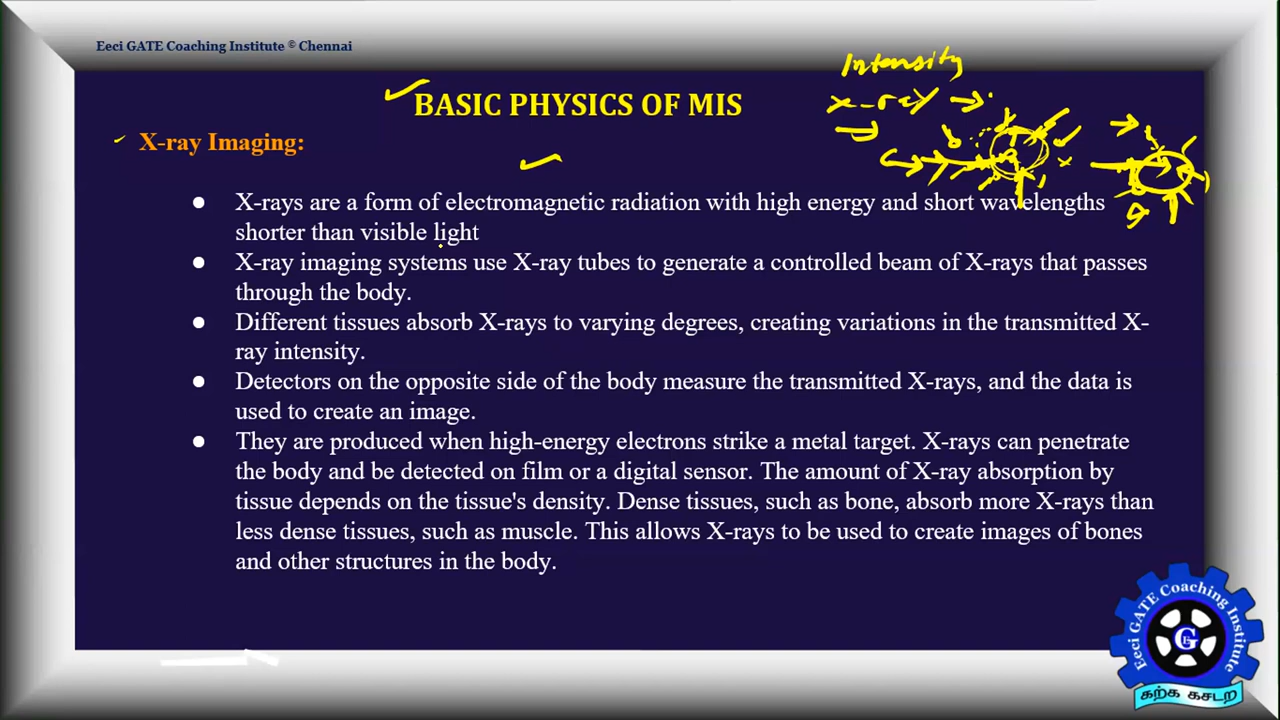 Eeci GATE Coaching Institute © Chennai
Intensity
x-ray
BASIC PHYSICS OF MIS
X-ray Imaging:
● X-rays are a form of electromagnetic radiation with high energy and short wavelengths
shorter than visible light
● X-ray imaging systems use X-ray tubes to generate a controlled beam of X-rays that passes
through the body.
● Different tissues absorb X-rays to varying degrees, creating variations in the transmitted X-
ray intensity.
● Detectors on the opposite side of the body measure the transmitted X-rays, and the data is
used to create an image.
● They are produced when high-energy electrons strike a metal target. X-rays can penetrate
the body and be detected on film or a digital sensor. The amount of X-ray absorption by
tissue depends on the tissue's density. Dense tissues, such as bone, absorb more X-rays than
less dense tissues, such as muscle. This allows X-rays to be used to create images of bones
and other structures in the body.
Eeci GATE Coaching Institute
கற்க கசடற